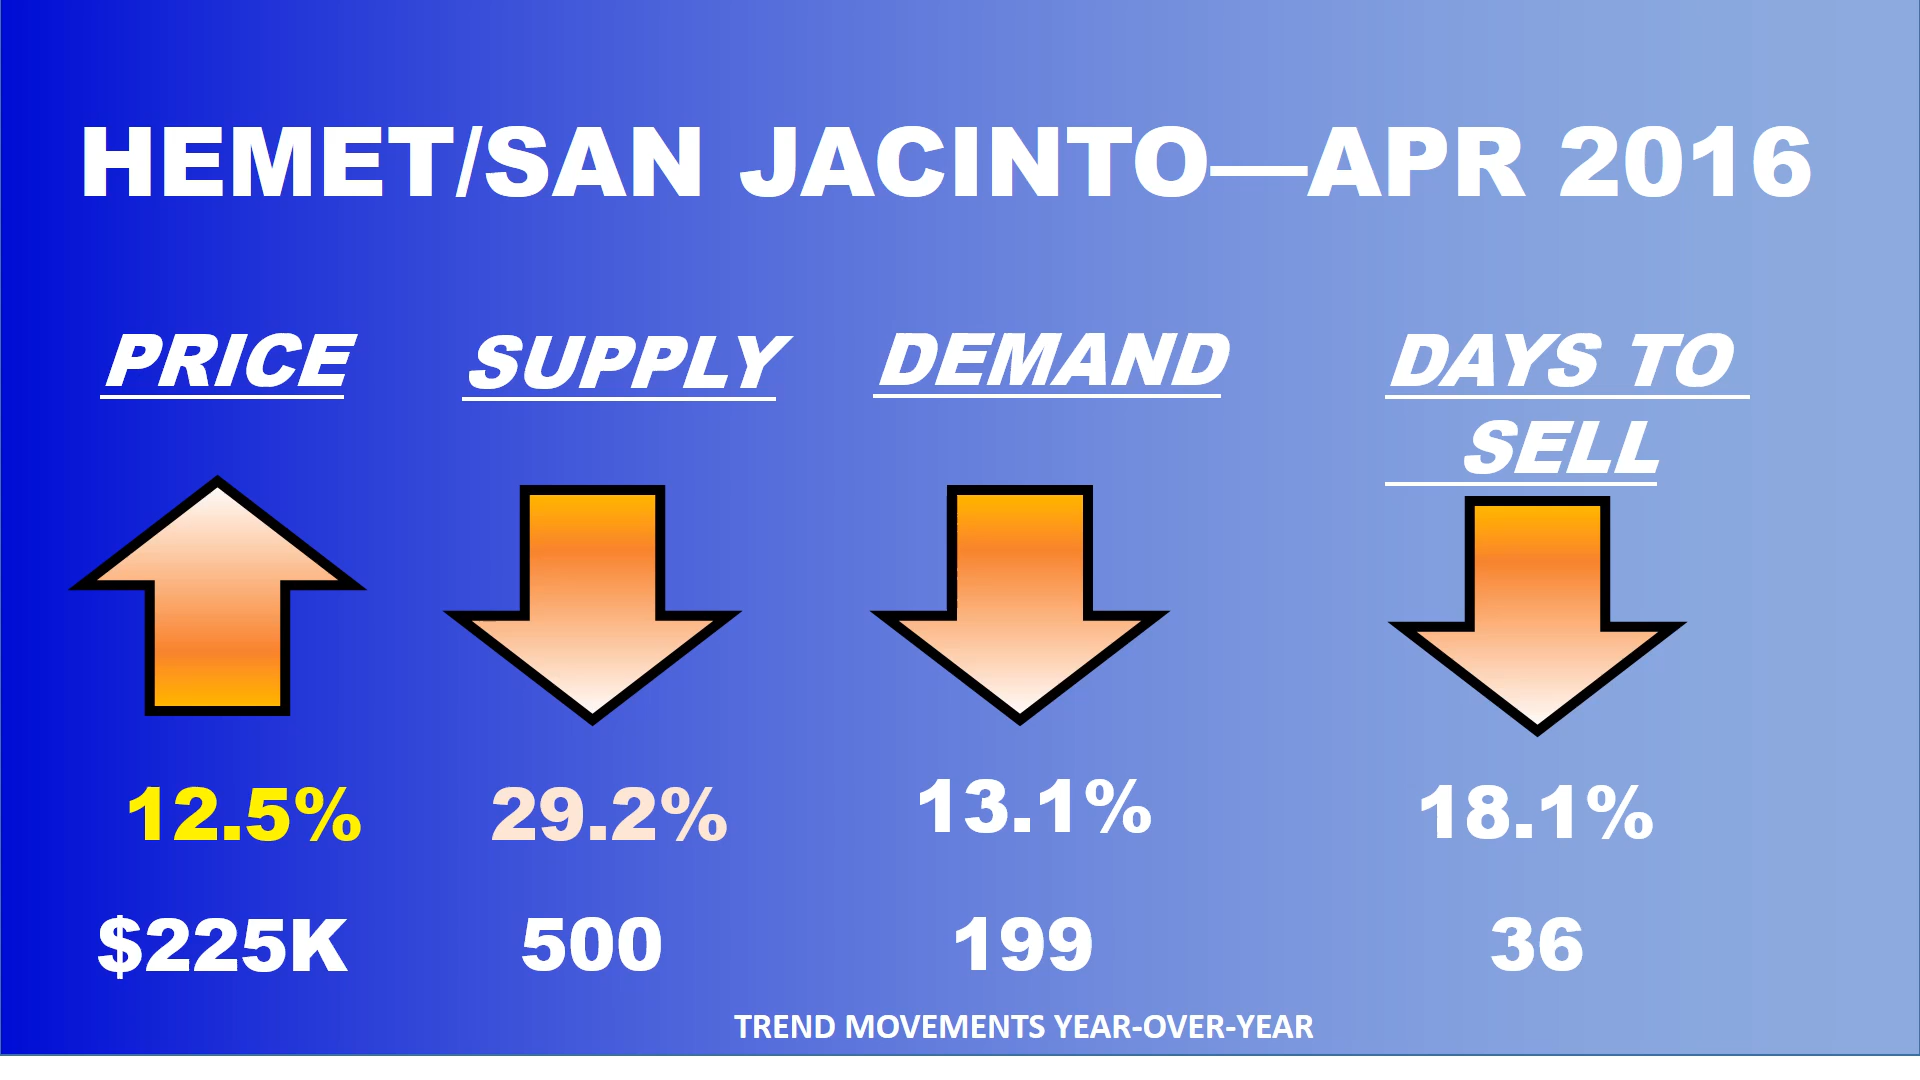 HEMET/SAN JACINTO—APR 2016
PRICE
SUPPLY
DEMAND
DAYS TO
SELL
12.5%
29.2%
13.1%
18.1%
$225K
500
199
36
TREND MOVEMENTS YEAR-OVER-YEAR